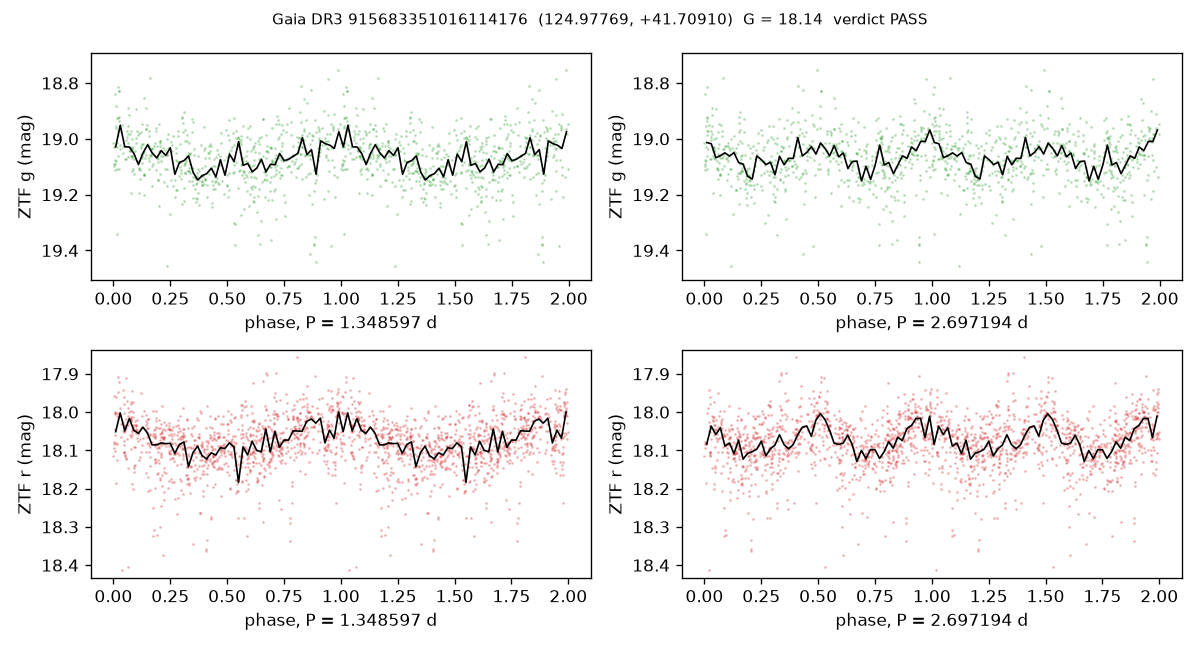 Gaia DR3 915683351016114176  (124.97769, +41.70910)  G = 18.14  verdict PASS
ZTF g (mag)
18.8
19.0
19.2
19.4
0.00 0.25 0.50 0.75 1.00 1.25 1.50 1.75 2.00
phase, P = 1.348597 d
ZTF g (mag)
18.8
19.0
19.2
19.4
0.00 0.25 0.50 0.75 1.00 1.25 1.50 1.75 2.00
phase, P = 2.697194 d
ZTF r (mag)
17.9
18.0
18.1
18.2
18.3
18.4
0.00 0.25 0.50 0.75 1.00 1.25 1.50 1.75 2.00
phase, P = 1.348597 d
ZTF r (mag)
17.9
18.0
18.1
18.2
18.3
18.4
0.00 0.25 0.50 0.75 1.00 1.25 1.50 1.75 2.00
phase, P = 2.697194 d